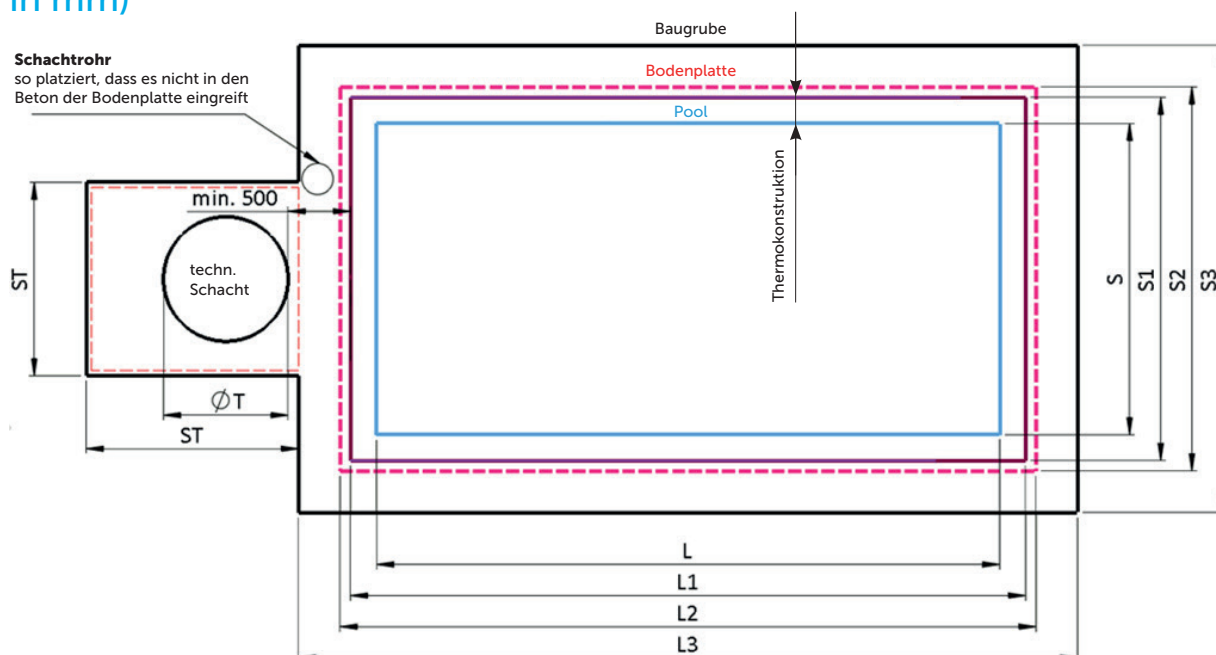 in mm)
Schachtrohr
so platziert, dass es nicht in den
Beton der Bodenplatte eingreift
Baugrube
Bodenplatte
Pool
Thermokonstruktion
min. 500
techn.
Schacht
ST
ØT
ST
S
S1
S2
S3
L
L1
L2
L3